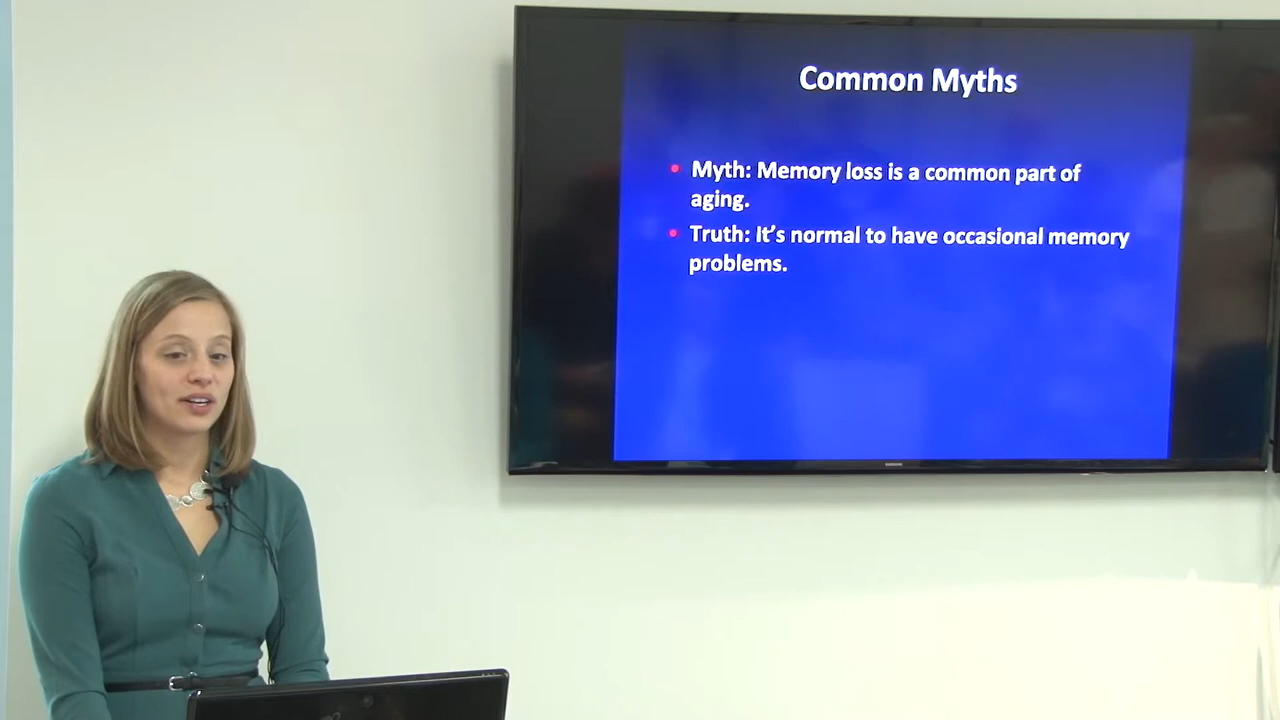 Common Myths
Myth: Memory loss is a common part of
aging.
Truth: It’s normal to have occasional memory
problems.